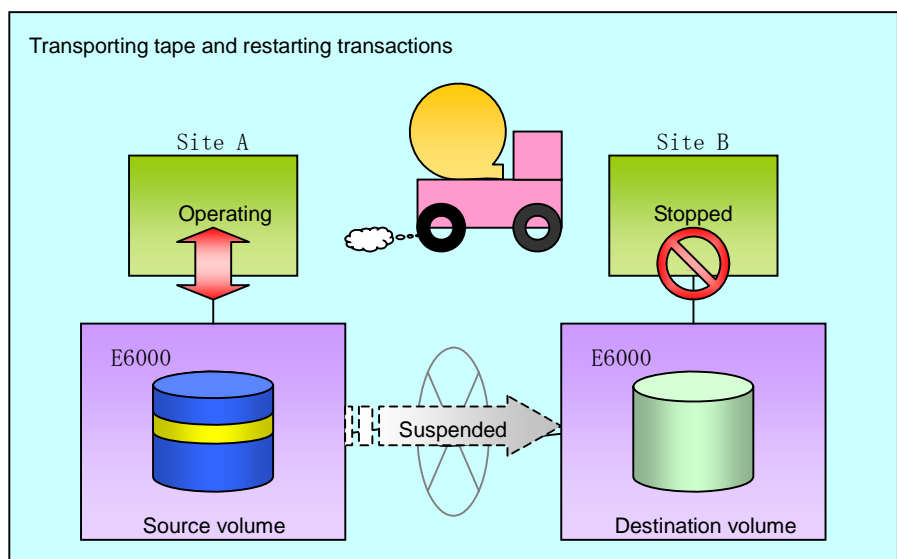 Transporting tape and restarting transactions
Site A
Site B
Operating
Stopped
E6000
E6000
Suspended
Source volume
Destination volume